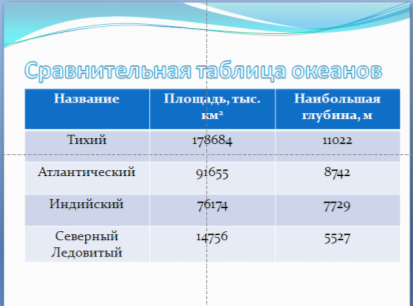 Сравнительная таблица океанов
Название Площадь, тыс. км² Наибольшая глубина, м
Тихий 178684 11022
Атлантический 91655 8742
Индийский 76174 7729
Северный Ледовитый 14756 5527